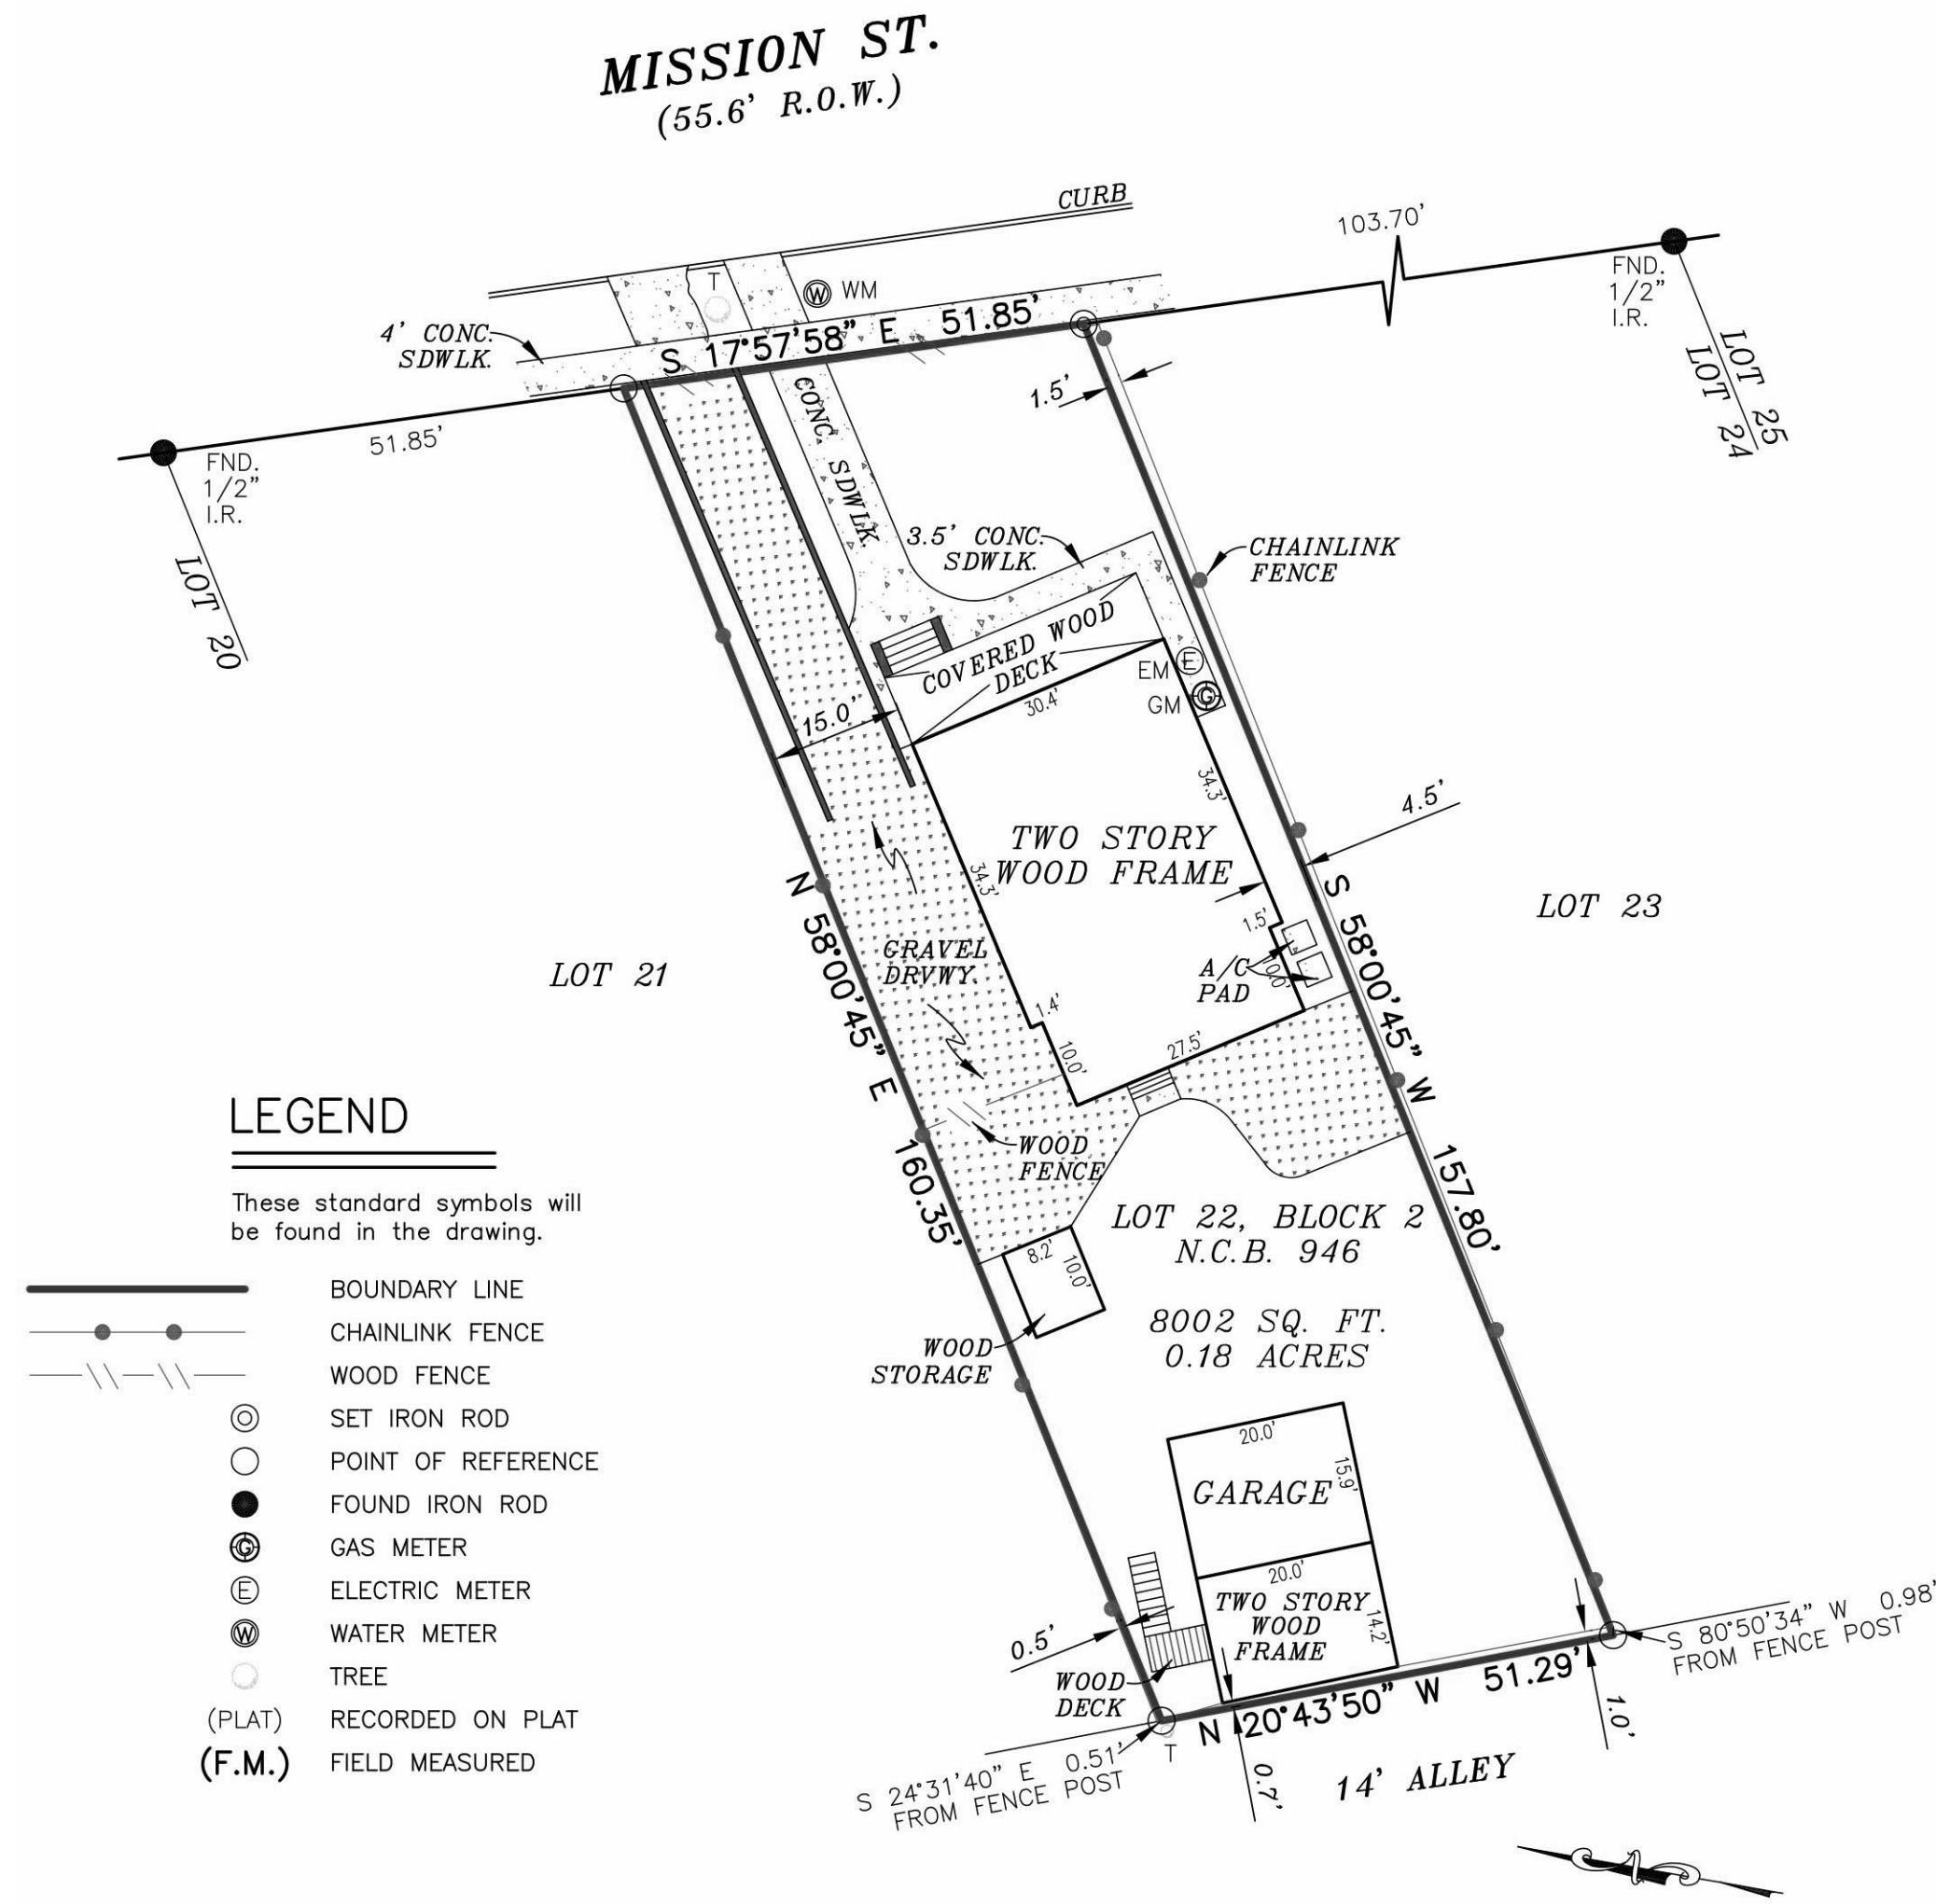 MISSION ST.
(55.6' R.O.W.)
CURB
103.70'
FND.
1/2"
I.R.
LOT 25
LOT 24
T
WM
W
4' CONC.
SDWLK.
S 17°57'58" E 51.85'
1.5'
51.85'
FND.
1/2"
I.R.
LOT 20
CONC. SDWLK.
3.5' CONC.
SDWLK.
CHAINLINK
FENCE
COVERED WOOD
DECK
30.4'
EM
E
GM
G
15.0'
34.3'
TWO STORY
WOOD FRAME
34.3'
4.5'
LOT 23
LOT 21
N 58°00'45" E 160.35'
S 58°00'45" W 157.80'
GRAVEL
DRVWY.
1.5'
10.0'
A/C
PAD
1.4'
10.0'
27.5'
WOOD
FENCE
LOT 22, BLOCK 2
N.C.B. 946
8.2'
10.0'
8002 SQ. FT.
0.18 ACRES
WOOD
STORAGE
20.0'
15.9'
GARAGE
20.0'
TWO STORY
WOOD
FRAME
14.2'
0.5'
WOOD
DECK
S 80°50'34" W 0.98'
FROM FENCE POST
N 20°43'50" W 51.29'
1.0'
T
S 24°31'40" E 0.51'
FROM FENCE POST
0.7'
14' ALLEY
N
LEGEND
These standard symbols will
be found in the drawing.
BOUNDARY LINE
CHAINLINK FENCE
WOOD FENCE
SET IRON ROD
POINT OF REFERENCE
FOUND IRON ROD
G GAS METER
E ELECTRIC METER
W WATER METER
TREE
(PLAT) RECORDED ON PLAT
(F.M.) FIELD MEASURED